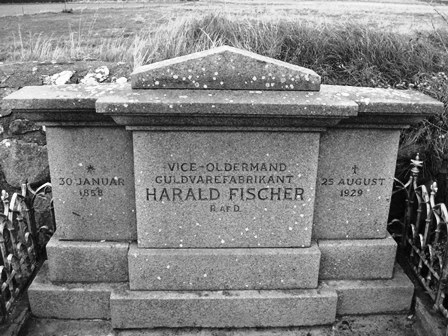 30 JANUAR
1858
VICE-OLDERMAND
GULDVAREFABRIKANT
HARALD FISCHER
R. AF D.
25 AUGUST
1929